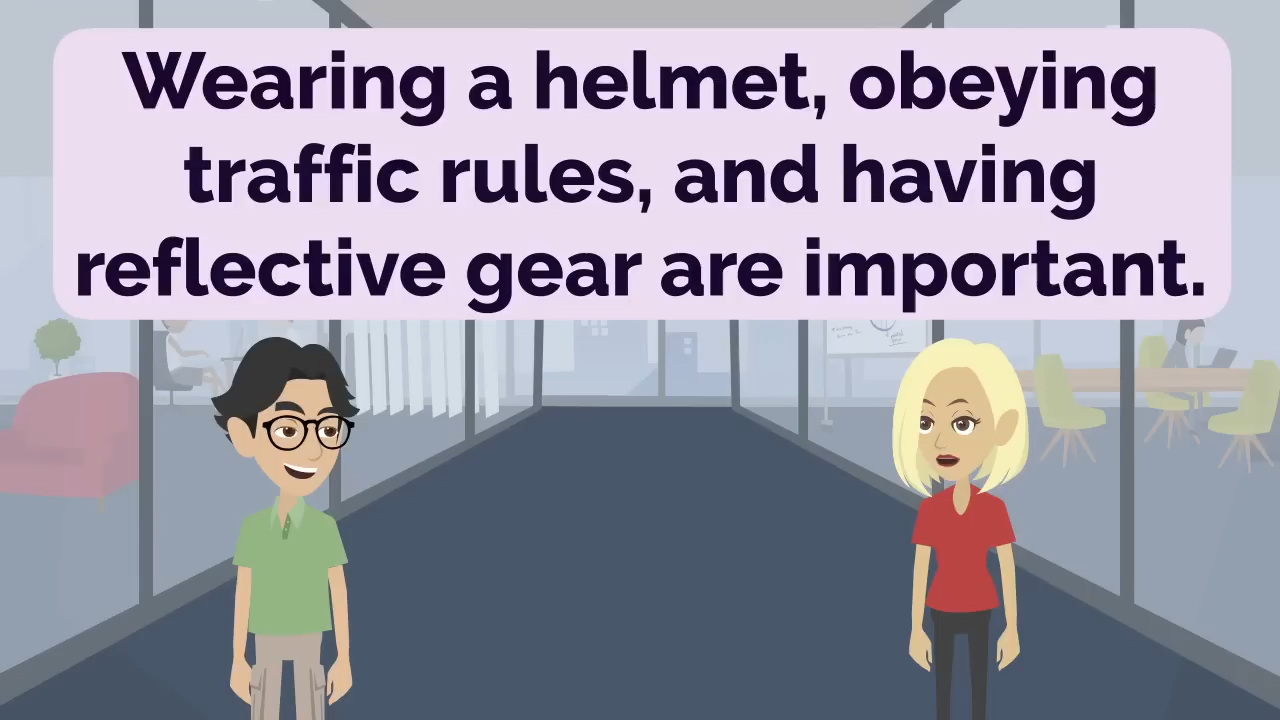 Wearing a helmet, obeying
traffic rules, and having
reflective gear are important.